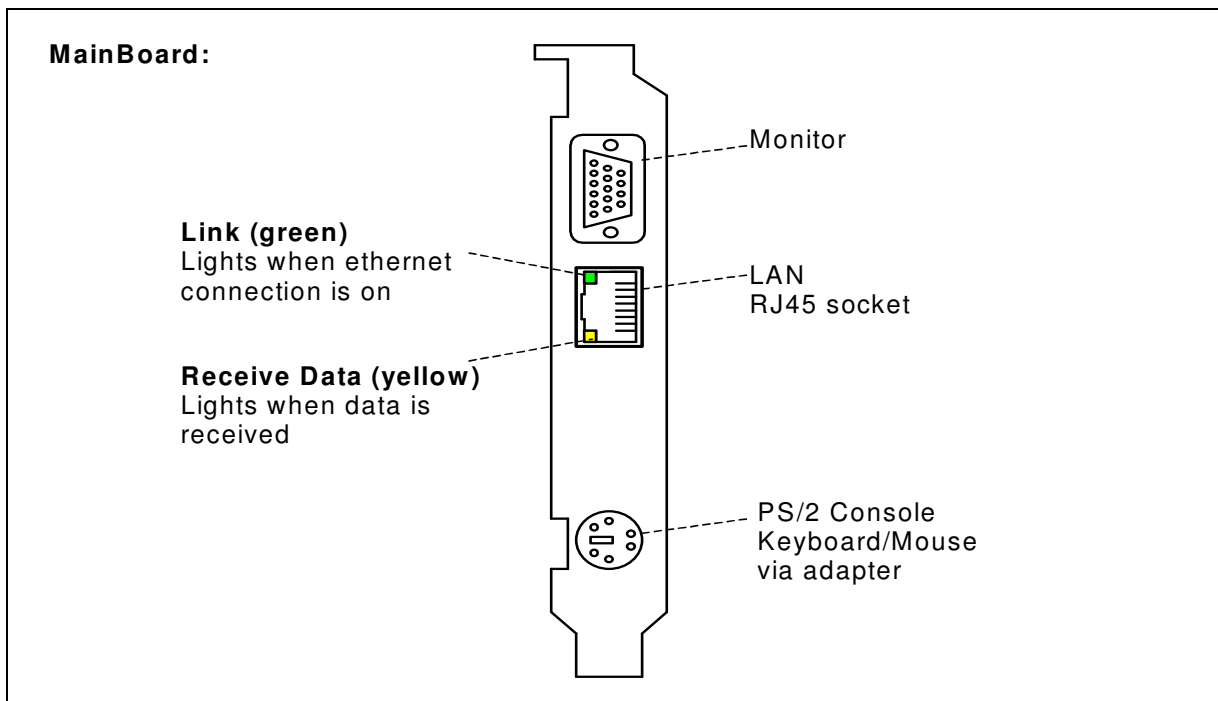 MainBoard:
Monitor
Link (green)
Lights when ethernet
connection is on
LAN
RJ45 socket
Receive Data (yellow)
Lights when data is
received
PS/2 Console
Keyboard/Mouse
via adapter